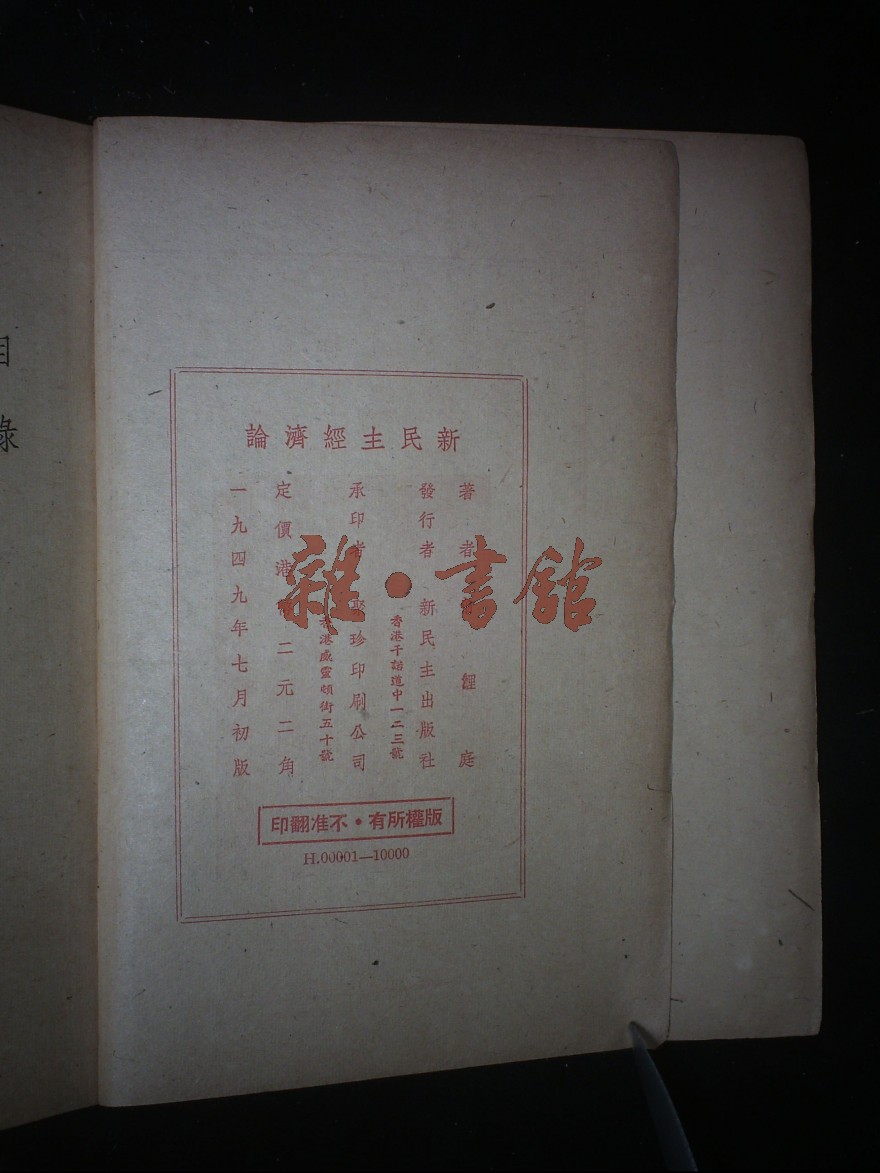 目錄
新民主經濟論
著者 經庭
發行者 新民主出版社
香港干諾道中一二三號
承印者 聚珍印刷公司
香港威靈頓街五十號
定價港幣二元二角
一九四九年七月初版
版權所有・不准翻印
H.00001—10000
雜・書館